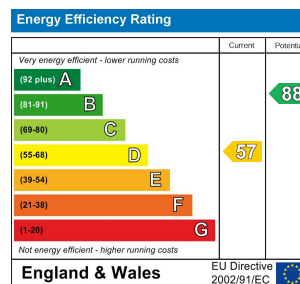 Energy Efficiency Rating
Current Potentia
Very energy efficient - lower running costs
(92 plus) A
(81-91) B
88
(69-80) C
(55-68) D 57
(39-54) E
(21-38) F
(1-20) G
Not energy efficient - higher running costs
England & Wales
EU Directive
2002/91/EC